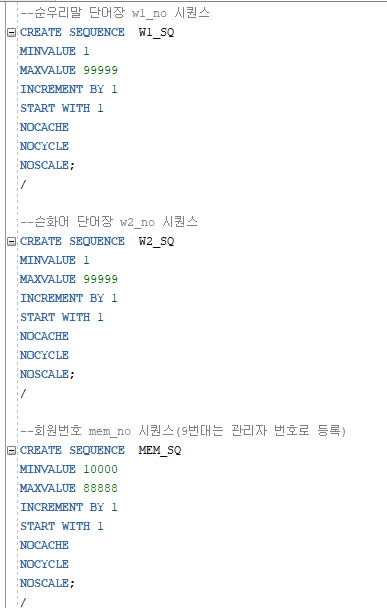 --순우리말 단어장 w1_no 시퀀스
CREATE SEQUENCE  W1_SQ
MINVALUE 1
MAXVALUE 99999
INCREMENT BY 1
START WITH 1
NOCACHE
NOCYCLE
NOSCALE;
/
--순화어 단어장 w2_no 시퀀스
CREATE SEQUENCE  W2_SQ
MINVALUE 1
MAXVALUE 99999
INCREMENT BY 1
START WITH 1
NOCACHE
NOCYCLE
NOSCALE;
/
--회원번호 mem_no 시퀀스(9번대는 관리자 번호로 등록)
CREATE SEQUENCE  MEM_SQ
MINVALUE 10000
MAXVALUE 88888
INCREMENT BY 1
START WITH 1
NOCACHE
NOCYCLE
NOSCALE;
/